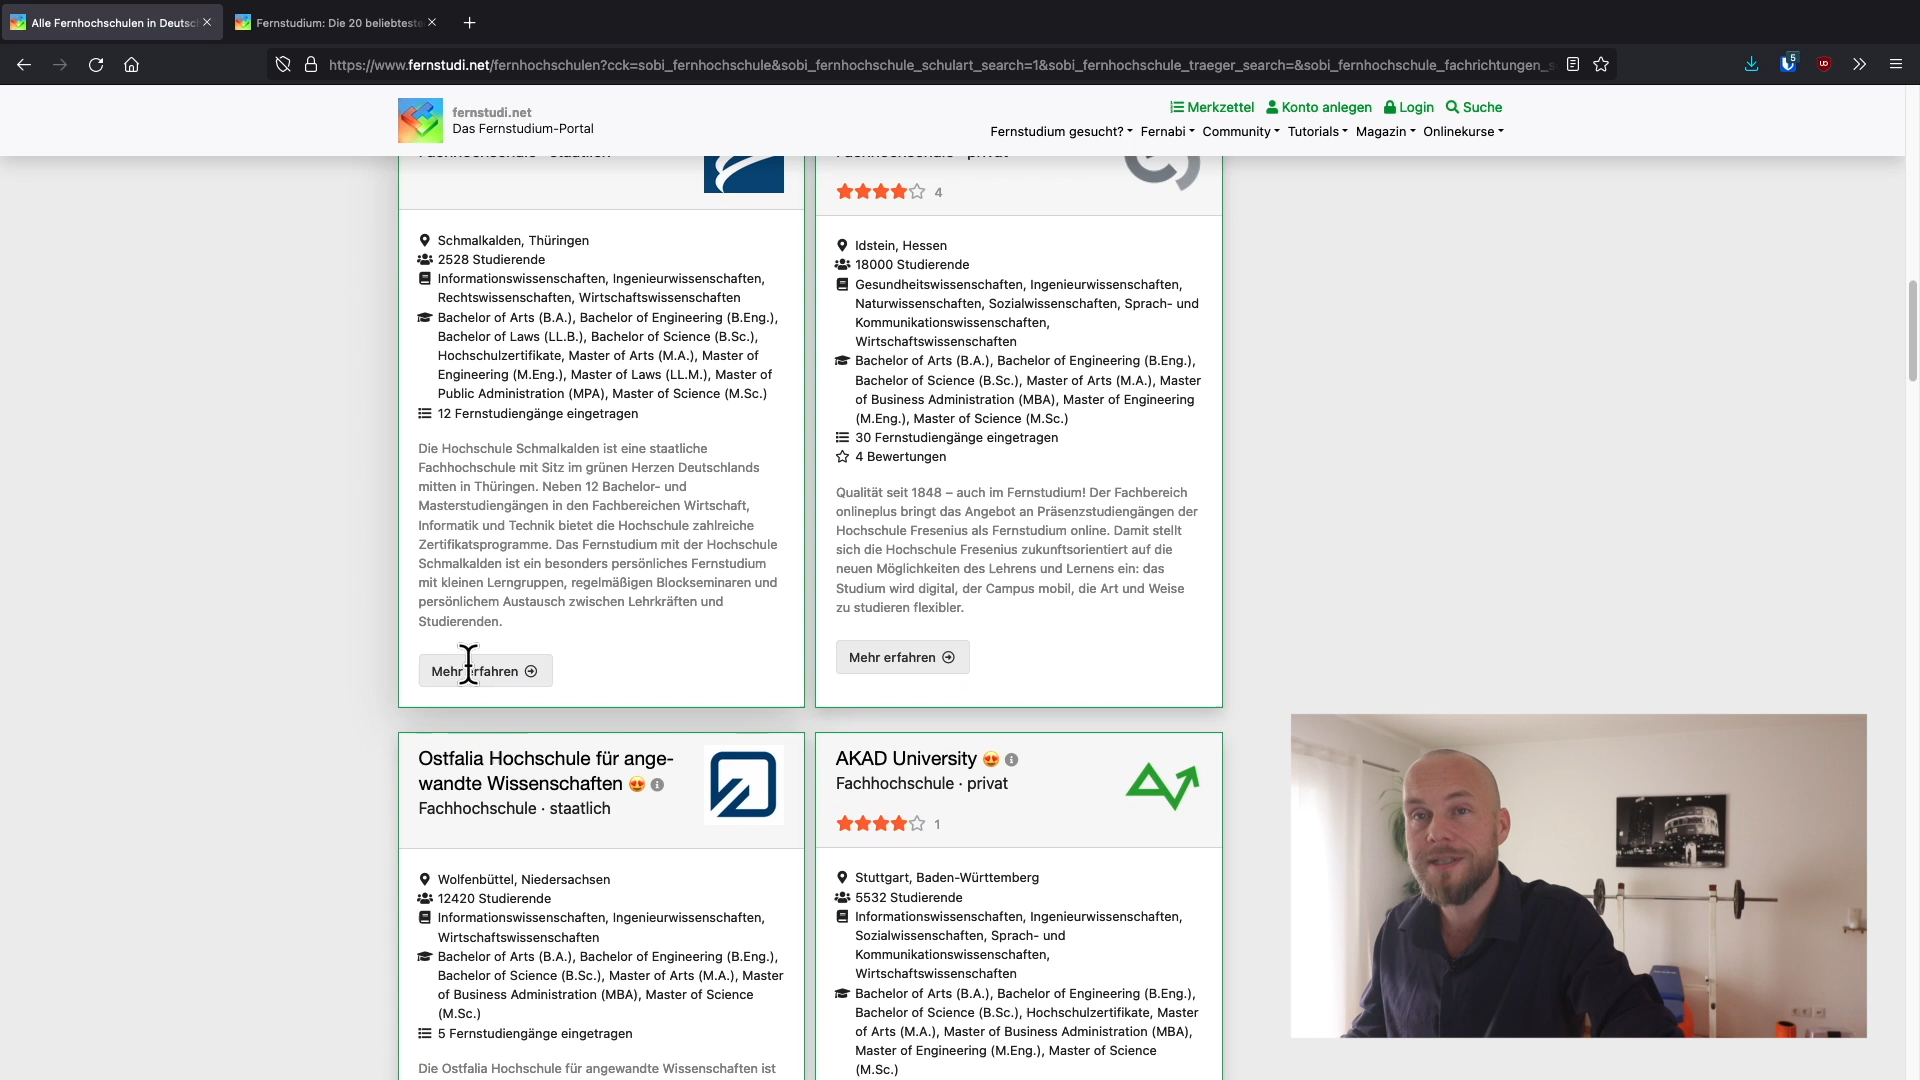 Alle Fernhochschulen in Deutsc
Fernstudium: Die 20 beliebteste
https://www.fernstudi.net/fernhochschulen?cck=sobi_fernhochschule&sobi_fernhochschule_schulart_search=1&sobi_fernhochschule_traeger_search=&sobi_fernhochschule_fachrichtungen_s
5
fernstudi.net
Das Fernstudium-Portal
Merkzettel Konto anlegen Login Suche
Fernstudium gesucht? Fernabi Community Tutorials Magazin Onlinekurse
4
Schmalkalden, Thüringen
2528 Studierende
Informationswissenschaften, Ingenieurwissenschaften,
Rechtswissenschaften, Wirtschaftswissenschaften
Bachelor of Arts (B.A.), Bachelor of Engineering (B.Eng.),
Bachelor of Laws (LL.B.), Bachelor of Science (B.Sc.),
Hochschulzertifikate, Master of Arts (M.A.), Master of
Engineering (M.Eng.), Master of Laws (LL.M.), Master of
Public Administration (MPA), Master of Science (M.Sc.)
12 Fernstudiengänge eingetragen
Die Hochschule Schmalkalden ist eine staatliche
Fachhochschule mit Sitz im grünen Herzen Deutschlands
mitten in Thüringen. Neben 12 Bachelor- und
Masterstudiengängen in den Fachbereichen Wirtschaft,
Informatik und Technik bietet die Hochschule zahlreiche
Zertifikatsprogramme. Das Fernstudium mit der Hochschule
Schmalkalden ist ein besonders persönliches Fernstudium
mit kleinen Lerngruppen, regelmäßigen Blockseminaren und
persönlichem Austausch zwischen Lehrkräften und
Studierenden.
Mehr erfahren
Idstein, Hessen
18000 Studierende
Gesundheitswissenschaften, Ingenieurwissenschaften,
Naturwissenschaften, Sozialwissenschaften, Sprach- und
Kommunikationswissenschaften,
Wirtschaftswissenschaften
Bachelor of Arts (B.A.), Bachelor of Engineering (B.Eng.),
Bachelor of Science (B.Sc.), Master of Arts (M.A.), Master
of Business Administration (MBA), Master of Engineering
(M.Eng.), Master of Science (M.Sc.)
30 Fernstudiengänge eingetragen
4 Bewertungen
Qualität seit 1848 – auch im Fernstudium! Der Fachbereich
onlineplus bringt das Angebot an Präsenzstudiengängen der
Hochschule Fresenius als Fernstudium online. Damit stellt
sich die Hochschule Fresenius zukunftsorientiert auf die
neuen Möglichkeiten des Lehrens und Lernens ein: das
Studium wird digital, der Campus mobil, die Art und Weise
zu studieren flexibler.
Mehr erfahren
Ostfalia Hochschule für ange-
wandte Wissenschaften
Fachhochschule · staatlich
Wolfenbüttel, Niedersachsen
12420 Studierende
Informationswissenschaften, Ingenieurwissenschaften,
Wirtschaftswissenschaften
Bachelor of Arts (B.A.), Bachelor of Engineering (B.Eng.),
Bachelor of Science (B.Sc.), Master of Arts (M.A.), Master
of Business Administration (MBA), Master of Science
(M.Sc.)
5 Fernstudiengänge eingetragen
Die Ostfalia Hochschule für angewandte Wissenschaften ist
AKAD University
Fachhochschule · privat
1
Stuttgart, Baden-Württemberg
5532 Studierende
Informationswissenschaften, Ingenieurwissenschaften,
Sozialwissenschaften, Sprach- und
Kommunikationswissenschaften,
Wirtschaftswissenschaften
Bachelor of Arts (B.A.), Bachelor of Engineering (B.Eng.),
Bachelor of Science (B.Sc.), Hochschulzertifikate, Master
of Arts (M.A.), Master of Business Administration (MBA),
Master of Engineering (M.Eng.), Master of Science
(M.Sc.)